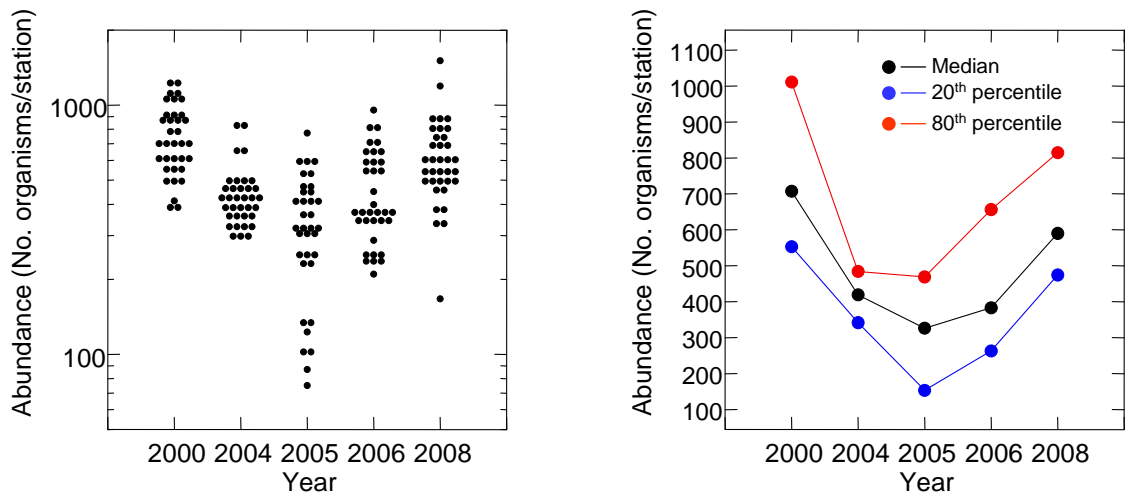 Abundance (No. organisms/station)
1000
100
2000 2004 2005 2006 2008
Year
Abundance (No. organisms/station)
1100
1000
900
800
700
600
500
400
300
200
100
Median
20th percentile
80th percentile
2000 2004 2005 2006 2008
Year